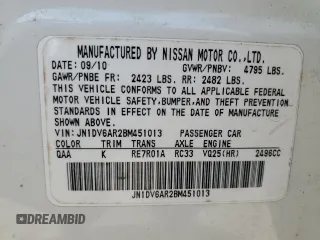 MANUFACTURED BY NISSAN MOTOR CO.,LTD.
DATE: 09/10 GVWR/PNBV: 4795 LBS.
GAWR/PNBE FR: 2423 LBS. RR: 2482 LBS.
THIS VEHICLE CONFORMS TO ALL APPLICABLE FEDERAL
MOTOR VEHICLE SAFETY,BUMPER,AND THEFT PREVENTION
STANDARDS IN EFFECT ON THE DATE OF MANUFACTURE
SHOWN ABOVE.
VIN:JN1DV6AR2BM451013 PASSENGER CAR
COLOR TRIM TRANS AXLE ENGINE
QAA K RE7R01A RC33 VQ25(HR) 2496CC
JN1DV6AR2BM451013